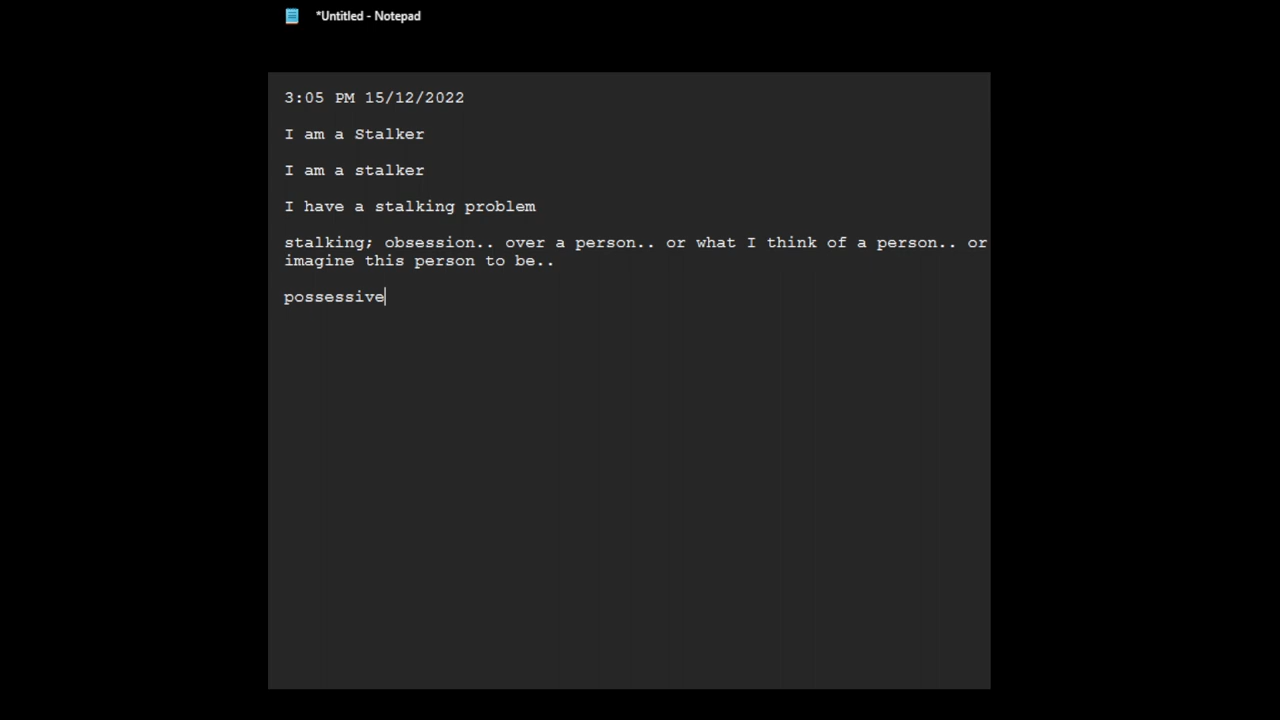 *Untitled - Notepad
3:05 PM 15/12/2022
I am a Stalker
I am a stalker
I have a stalking problem
stalking; obsession.. over a person.. or what I think of a person.. or
imagine this person to be..
possessive